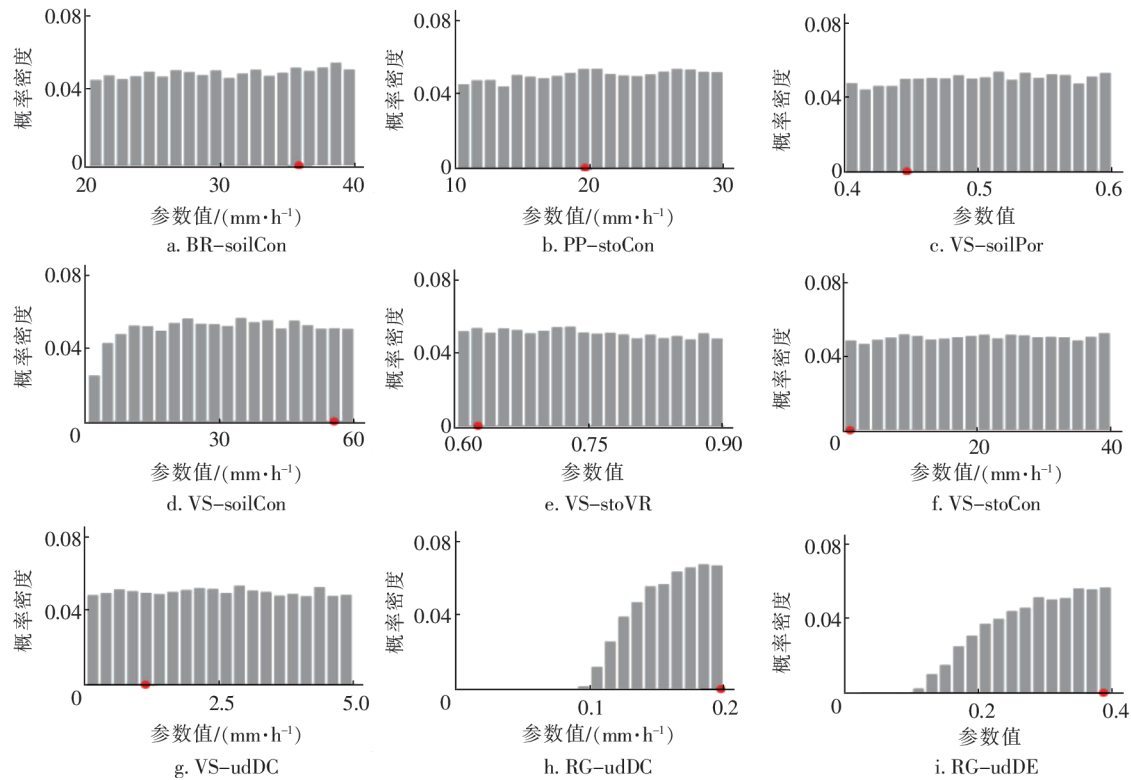 0.08
概率密度
0.04
0
20
30
40
参数值/(mm·h⁻¹)
a. BR-soilCon
0.08
概率密度
0.04
0
10
20
30
参数值/(mm·h⁻¹)
b. PP-stoCon
0.08
概率密度
0.04
0
0.4
0.5
0.6
参数值
c. VS-soilPor
0.08
概率密度
0.04
0
30
60
参数值/(mm·h⁻¹)
d. VS-soilCon
0.08
概率密度
0.04
0
0.60
0.75
0.90
参数值
e. VS-stoVR
0.08
概率密度
0.04
0
20
40
参数值/(mm·h⁻¹)
f. VS-stoCon
0.08
概率密度
0.04
0
2.5
5.0
参数值/(mm·h⁻¹)
g. VS-udDC
0.08
概率密度
0.04
0
0.1
0.2
参数值/(mm·h⁻¹)
h. RG-udDC
0.08
概率密度
0.04
0
0.2
0.4
参数值
i. RG-udDE